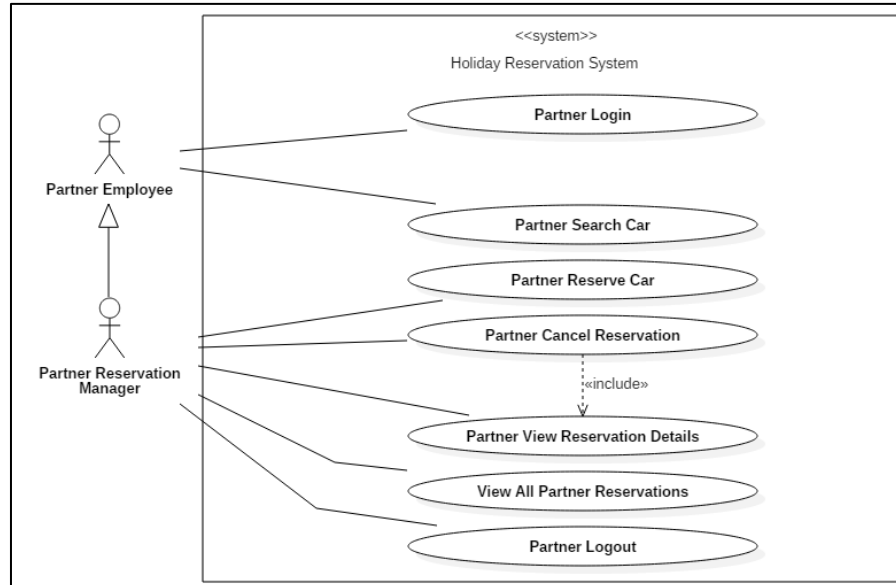 <<system>>
Holiday Reservation System
Partner Login
Partner Employee
Partner Search Car
Partner Reserve Car
Partner Cancel Reservation
Partner Reservation
Manager
«include»
Partner View Reservation Details
View All Partner Reservations
Partner Logout